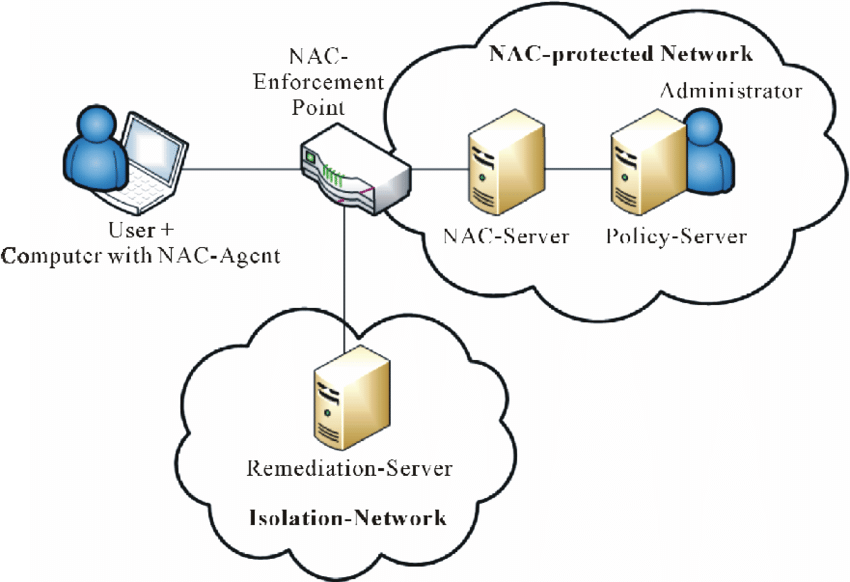 NAC-
Enforcement
Point
NAC-protected Network
Administrator
User +
Computer with NAC-Agent
NAC-Server
Policy-Server
Remediation-Server
Isolation-Network